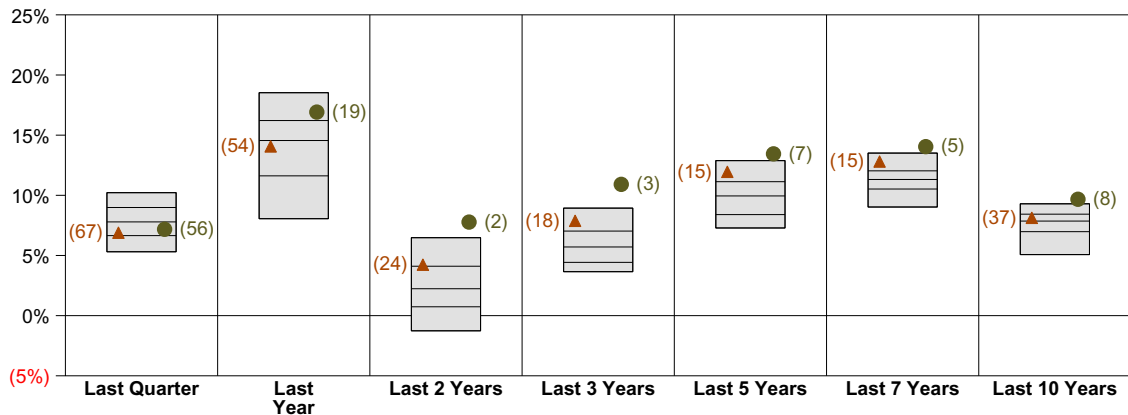 25%
20%
15%
10%
5%
0%
(5%)
(67)
(56)
(54)
(19)
(24)
(2)
(18)
(3)
(15)
(7)
(15)
(5)
(37)
(8)
Last Quarter
Last
Year
Last 2 Years
Last 3 Years
Last 5 Years
Last 7 Years
Last 10 Years